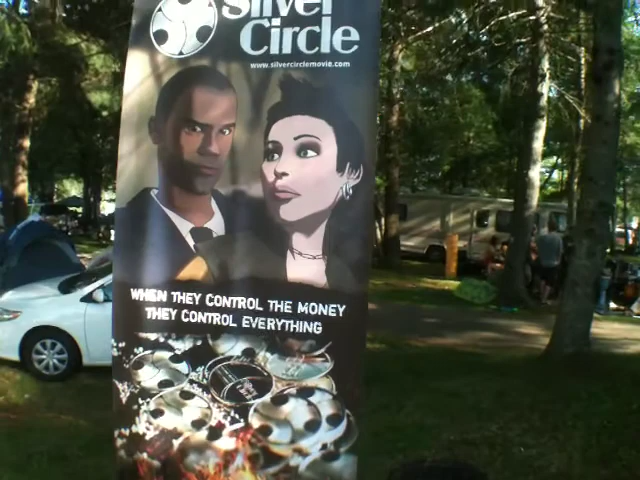 Silver
Circle
www.silvercirclemovie.com
WHEN THEY CONTROL THE MONEY
THEY CONTROL EVERYTHING